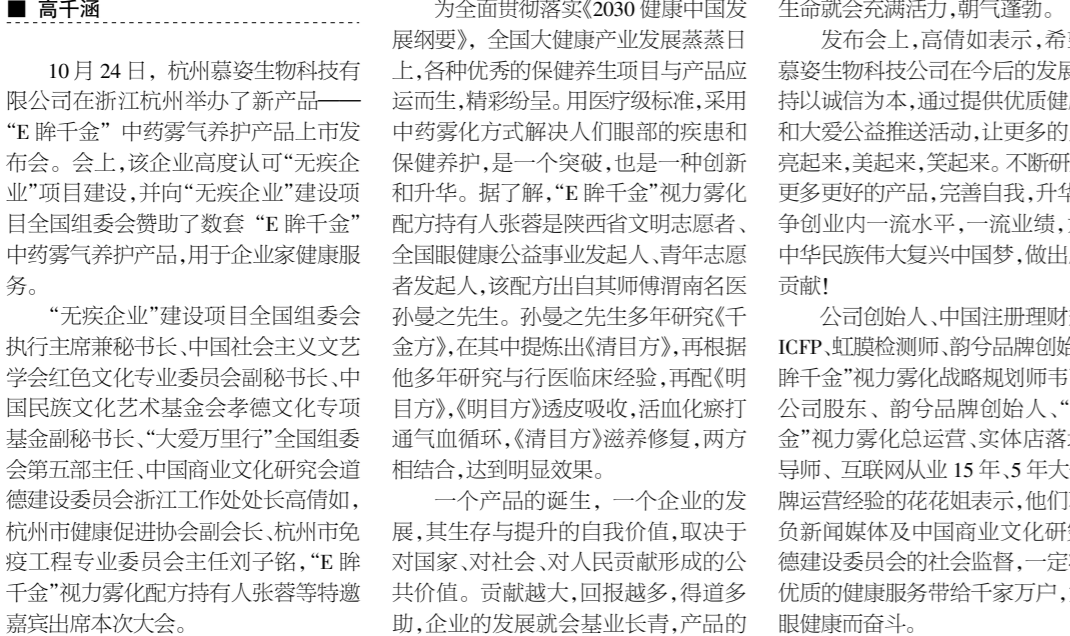 ■ 高千涵
10月24日，杭州慕姿生物科技有
限公司在浙江杭州举办了新产品——
“E眸千金”中药雾气养护产品上市发
布会。会上,该企业高度认可“无疾企
业”项目建设,并向“无疾企业”建设项
目全国组委会赞助了数套“E眸千金”
中药雾气养护产品,用于企业家健康服
务。
“无疾企业”建设项目全国组委会
执行主席兼秘书长、中国社会主义文艺
学会红色文化专业委员会副秘书长、中
国民族文化艺术基金会孝德文化专项
基金副秘书长、“大爱万里行”全国组委
会第五部主任、中国商业文化研究会道
德建设委员会浙江工作处处长高倩如,
杭州市健康促进协会副会长、杭州市免
疫工程专业委员会主任刘子铭,“E眸
千金”视力雾化配方持有人张蓉等特邀
嘉宾出席本次大会。
为全面贯彻落实《2030健康中国发
展纲要》，全国大健康产业发展蒸蒸日
上,各种优秀的保健养生项目与产品应
运而生,精彩纷呈。用医疗级标准,采用
中药雾化方式解决人们眼部的疾患和
保健养护,是一个突破,也是一种创新
和升华。据了解,“E眸千金”视力雾化
配方持有人张蓉是陕西省文明志愿者、
全国眼健康公益事业发起人、青年志愿
者发起人,该配方出自其师傅渭南名医
孙曼之先生。孙曼之先生多年研究《千
金方》,在其中提炼出《清目方》,再根据
他多年研究与行医临床经验,再配《明
目方》,《明目方》透皮吸收,活血化瘀打
通气血循环,《清目方》滋养修复,两方
相结合,达到明显效果。
一个产品的诞生，一个企业的发
展,其生存与提升的自我价值,取决于
对国家、对社会、对人民贡献形成的公
共价值。贡献越大,回报越多,得道多
助,企业的发展就会基业长青,产品的
生命就会充满活力,朝气蓬勃。
发布会上,高倩如表示,希
慕姿生物科技公司在今后的发展
持以诚信为本,通过提供优质健
和大爱公益推送活动,让更多的
亮起来,美起来,笑起来。不断研
更多更好的产品,完善自我,升华
争创业内一流水平,一流业绩,
中华民族伟大复兴中国梦,做出
贡献!
公司创始人、中国注册理财
ICFP、虹膜检测师、韵兮品牌创始
眸千金”视力雾化战略规划师韦
公司股东、韵兮品牌创始人、“
金”视力雾化总运营、实体店落
导师、互联网从业15年、5年大
牌运营经验的花花姐表示,他们
负新闻媒体及中国商业文化研
德建设委员会的社会监督,一定
优质的健康服务带给千家万户,
眼健康而奋斗。